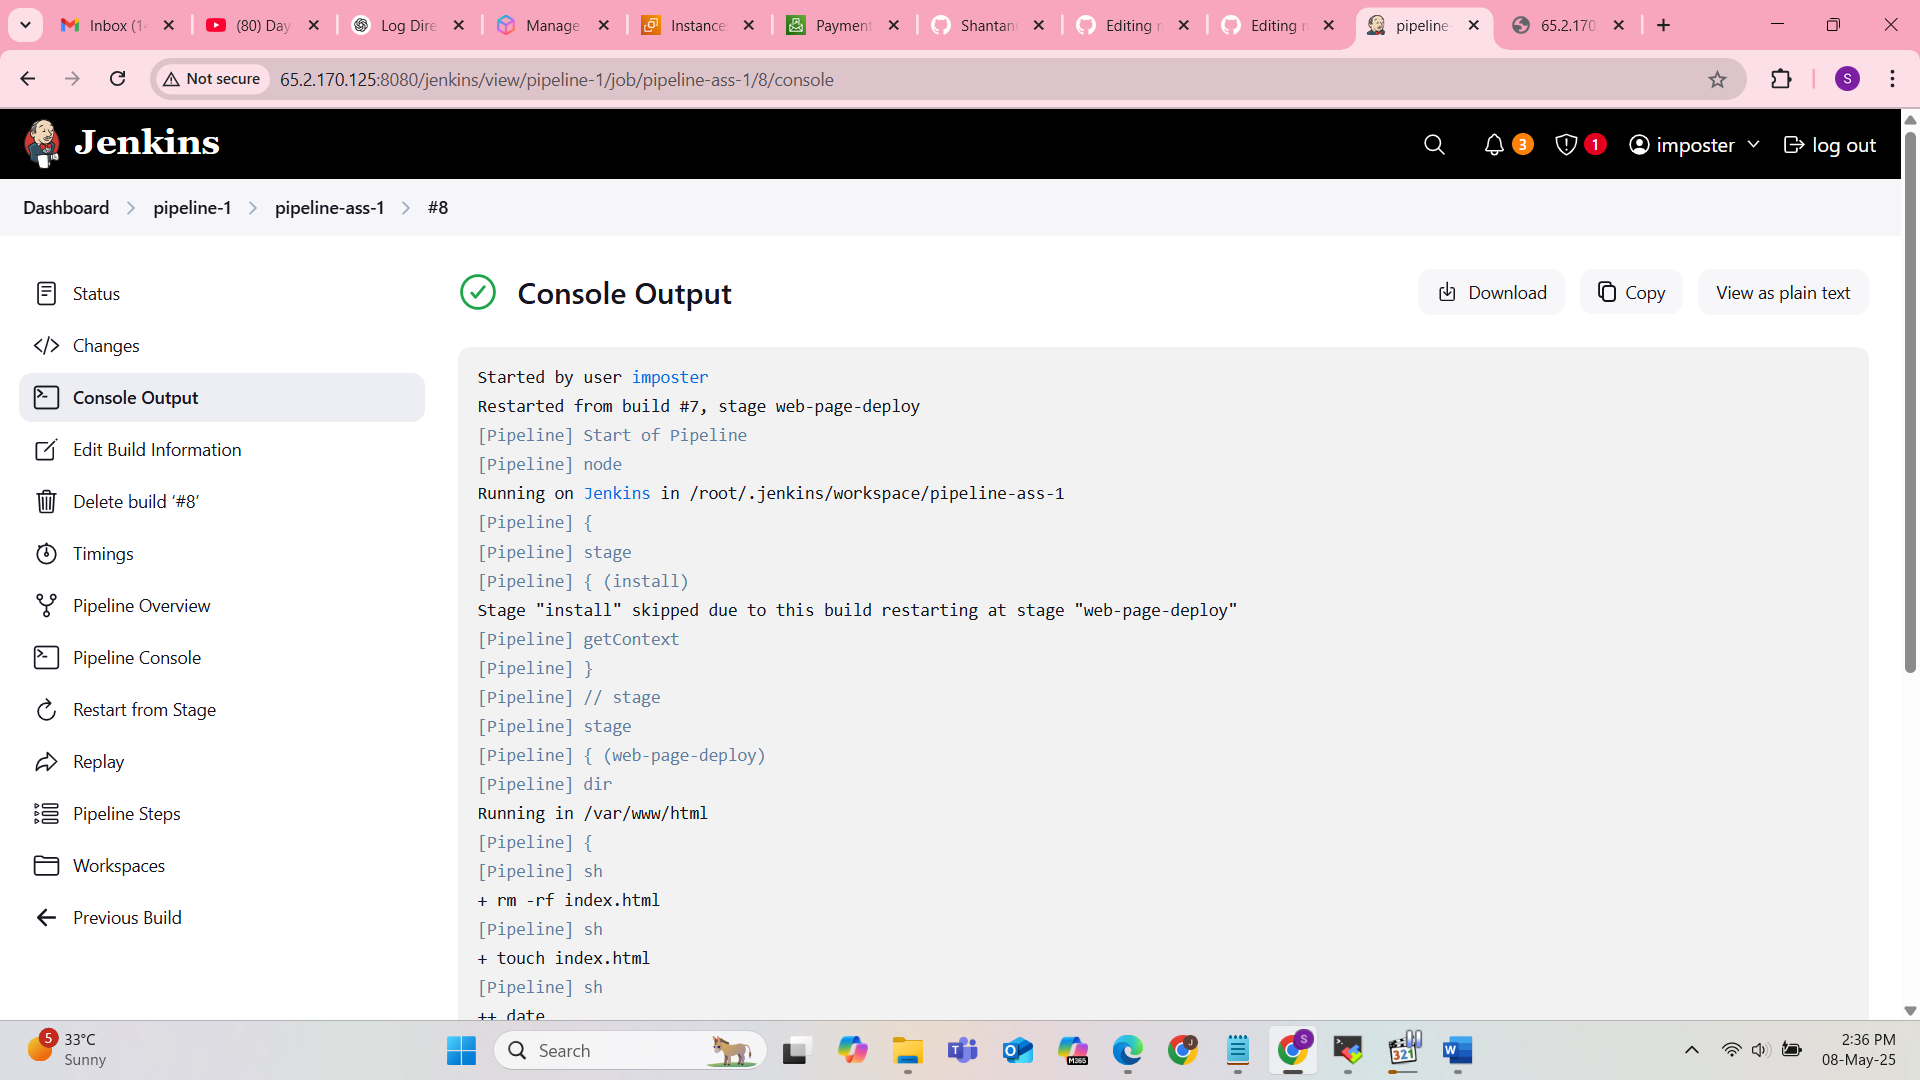 Inbox (14
(80) Day
Log Dire
Manage
Instance
Payment
Shantan
Editing r
Editing r
pipeline-
65.2.170
Not secure
65.2.170.125:8080/jenkins/view/pipeline-1/job/pipeline-ass-1/8/console
S
Jenkins
3
1
imposter
log out
Dashboard
pipeline-1
pipeline-ass-1
#8
Status
Changes
Console Output
Edit Build Information
Delete build ‘#8’
Timings
Pipeline Overview
Pipeline Console
Restart from Stage
Replay
Pipeline Steps
Workspaces
Previous Build
Console Output
Download
Copy
View as plain text
Started by user imposter
Restarted from build #7, stage web-page-deploy
[Pipeline] Start of Pipeline
[Pipeline] node
Running on Jenkins in /root/.jenkins/workspace/pipeline-ass-1
[Pipeline] {
[Pipeline] stage
[Pipeline] { (install)
Stage "install" skipped due to this build restarting at stage "web-page-deploy"
[Pipeline] getContext
[Pipeline] }
[Pipeline] // stage
[Pipeline] stage
[Pipeline] { (web-page-deploy)
[Pipeline] dir
Running in /var/www/html
[Pipeline] {
[Pipeline] sh
+ rm -rf index.html
[Pipeline] sh
+ touch index.html
[Pipeline] sh
++ date
5
33°C
Sunny
Search
M365
J
S
321
2:36 PM
08-May-25